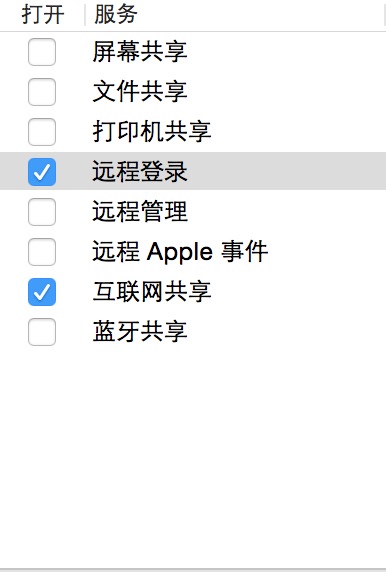 打开 服务
屏幕共享
文件共享
打印机共享
远程登录
远程管理
远程 Apple 事件
互联网共享
蓝牙共享